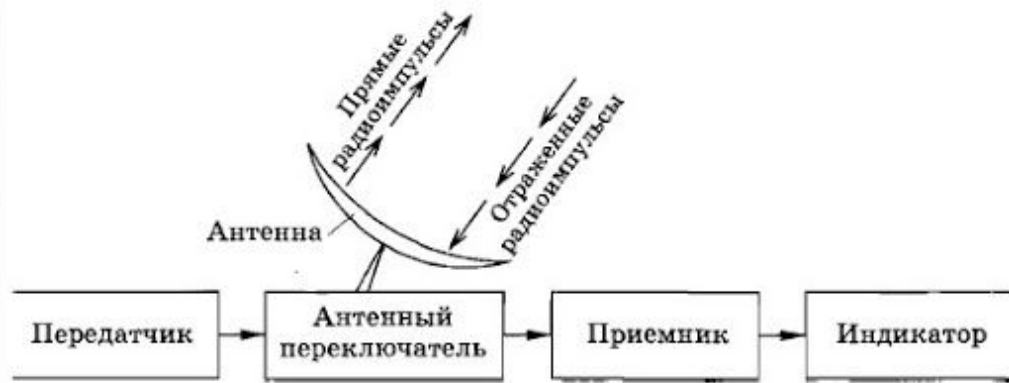 Прямые
радиоимпульсы
Отраженные
радиоимпульсы
Антенна
Передатчик
Антенный
переключатель
Приемник
Индикатор